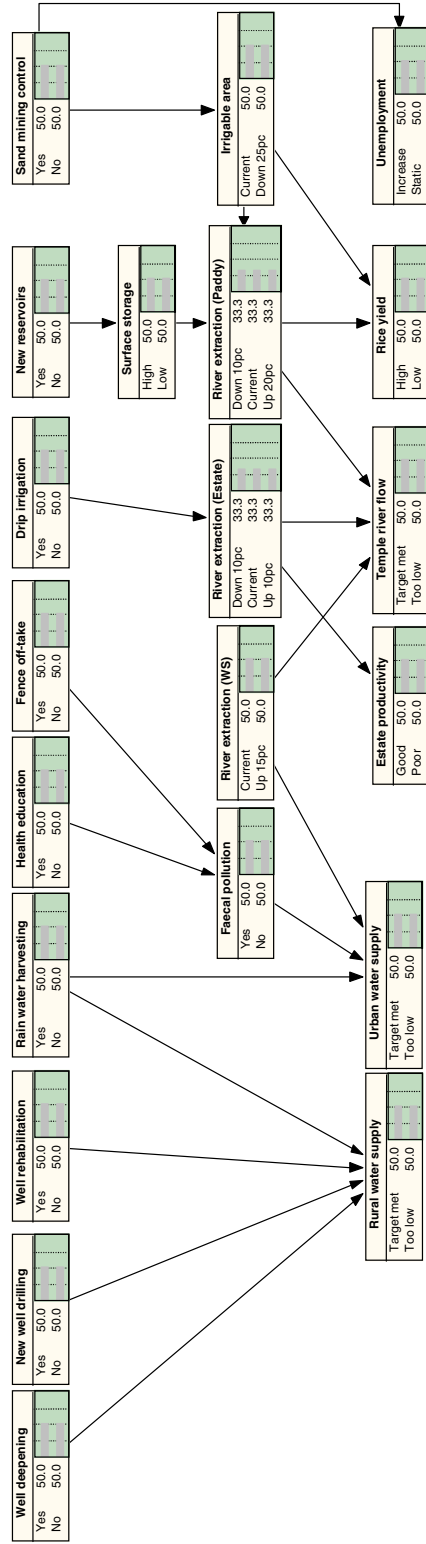 Well deepening
Yes 50.0
No 50.0
New well drilling
Yes 50.0
No 50.0
Well rehabilitation
Yes 50.0
No 50.0
Rain water harvesting
Yes 50.0
No 50.0
Health education
Yes 50.0
No 50.0
Fence off-take
Yes 50.0
No 50.0
Drip irrigation
Yes 50.0
No 50.0
New reservoirs
Yes 50.0
No 50.0
Sand mining control
Yes 50.0
No 50.0
Surface storage
High 50.0
Low 50.0
Faecal pollution
Yes 50.0
No 50.0
River extraction (WS)
Current 50.0
Up 15pc 50.0
River extraction (Estate)
Down 10pc 33.3
Current 33.3
Up 10pc 33.3
River extraction (Paddy)
Down 10pc 33.3
Current 33.3
Up 20pc 33.3
Irrigable area
Current 50.0
Down 25pc 50.0
Rural water supply
Target met 50.0
Too low 50.0
Urban water supply
Target met 50.0
Too low 50.0
Estate productivity
Good 50.0
Poor 50.0
Temple river flow
Target met 50.0
Too low 50.0
Rice yield
High 50.0
Low 50.0
Unemployment
Increase 50.0
Static 50.0